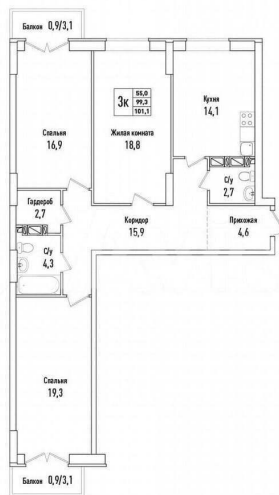 Балкон 0,9/3,1
3к
55,0
99,3
101,1
Кухня
14,1
Спальня
16,9
Жилая комната
18,8
С/у
2,7
Гардероб
2,7
Коридор
15,9
Прихожая
4,6
С/у
4,3
Спальня
19,3
Балкон 0,9/3,1